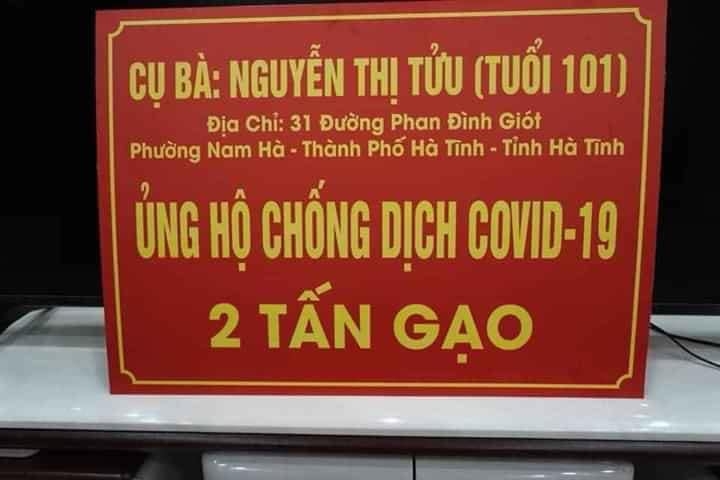 CỤ BÀ: NGUYỄN THỊ TỬU (TUỔI 101)
Địa Chỉ: 31 Đường Phan Đình Giót
Phường Nam Hà - Thành Phố Hà Tĩnh - Tỉnh Hà Tĩnh
ỦNG HỘ CHỐNG DỊCH COVID-19
2 TẤN GẠO